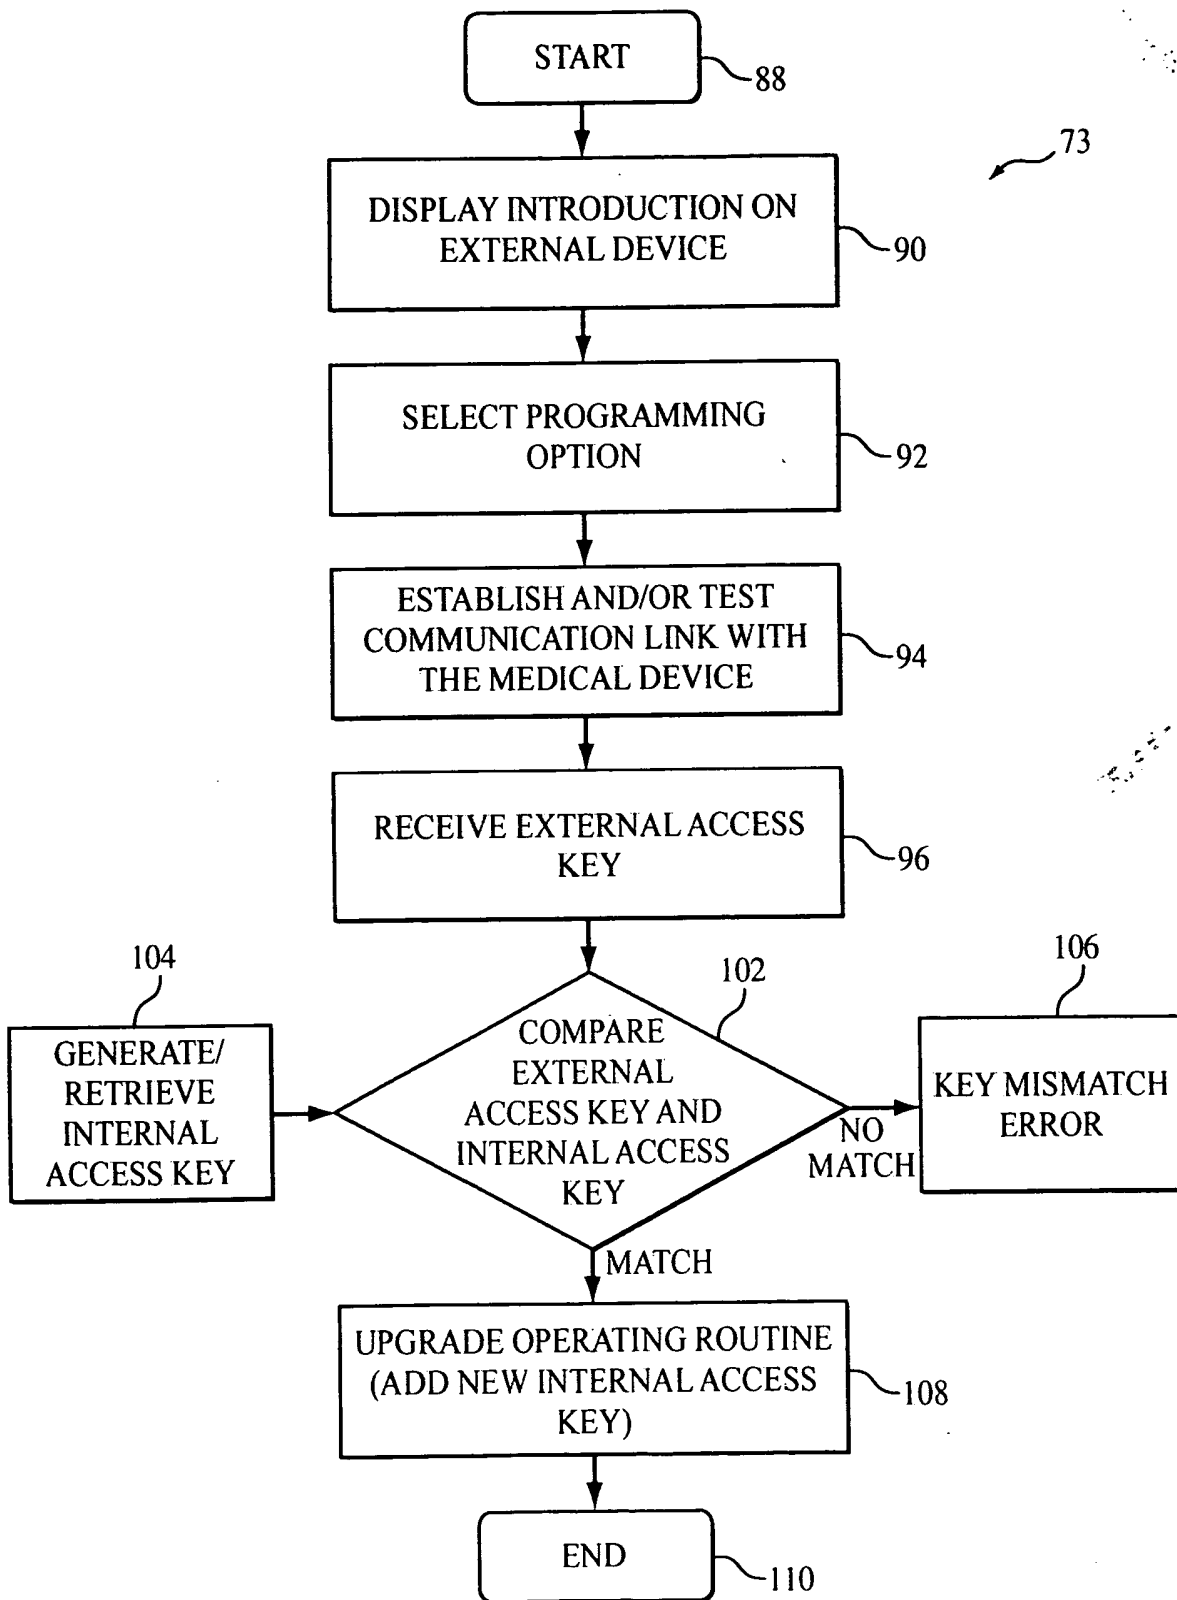 START
88
73
DISPLAY INTRODUCTION ON
EXTERNAL DEVICE
90
SELECT PROGRAMMING
OPTION
92
ESTABLISH AND/OR TEST
COMMUNICATION LINK WITH
THE MEDICAL DEVICE
94
RECEIVE EXTERNAL ACCESS
KEY
96
104
GENERATE/
RETRIEVE
INTERNAL
ACCESS KEY
102
COMPARE
EXTERNAL
ACCESS KEY AND
INTERNAL ACCESS
KEY
106
KEY MISMATCH
ERROR
NO
MATCH
MATCH
UPGRADE OPERATING ROUTINE
(ADD NEW INTERNAL ACCESS
KEY)
108
END
110